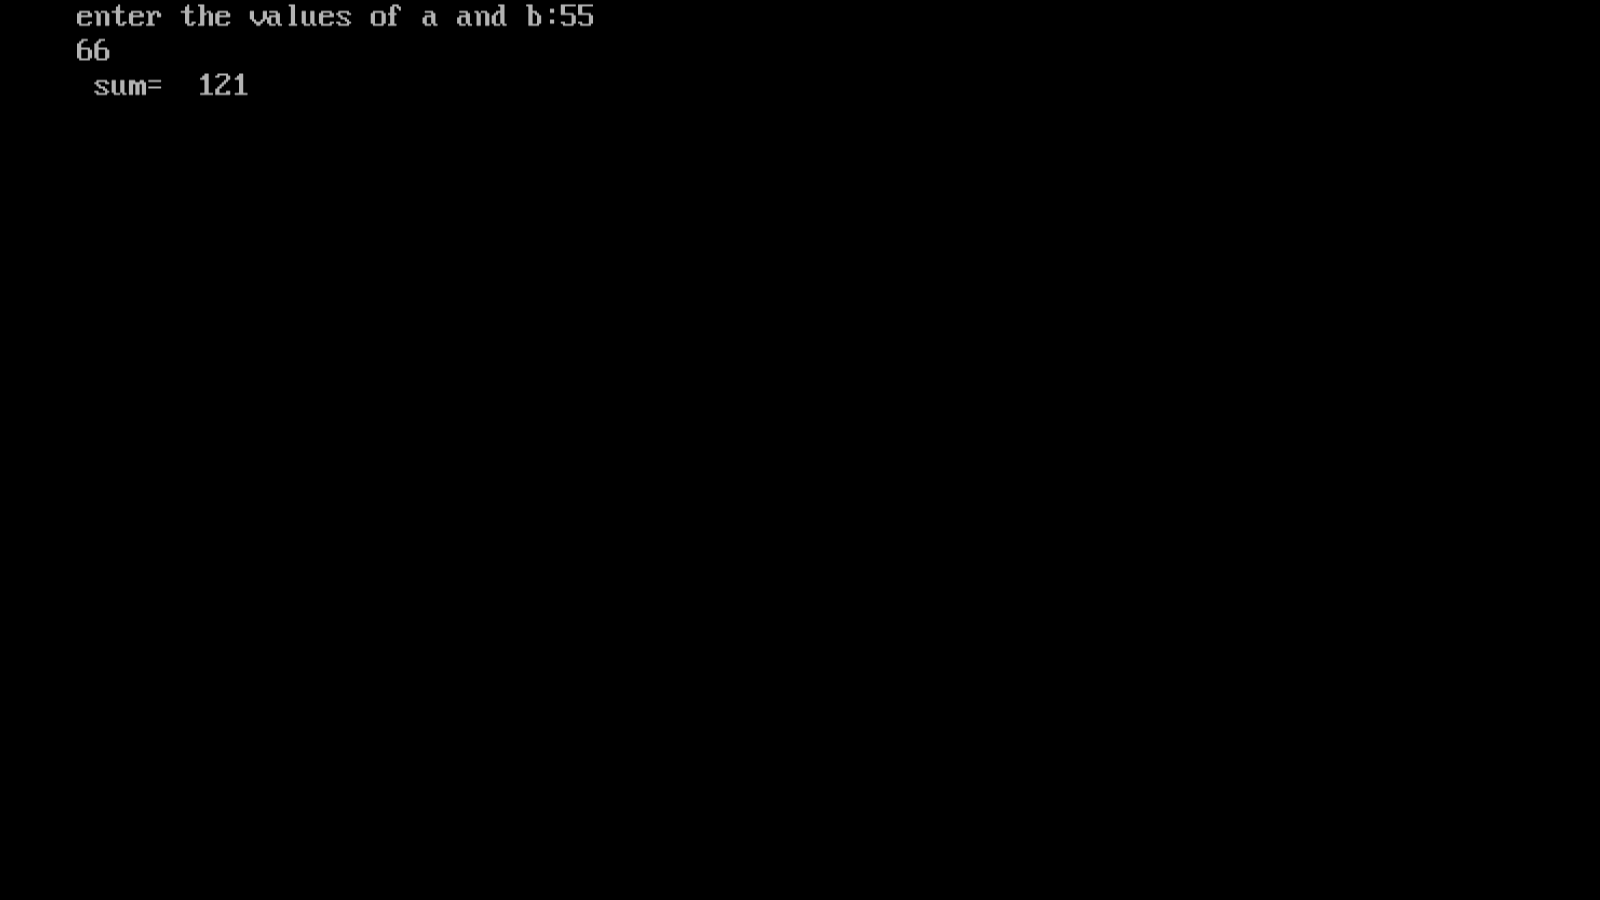 enter the values of a and b:55
66
sum=  121